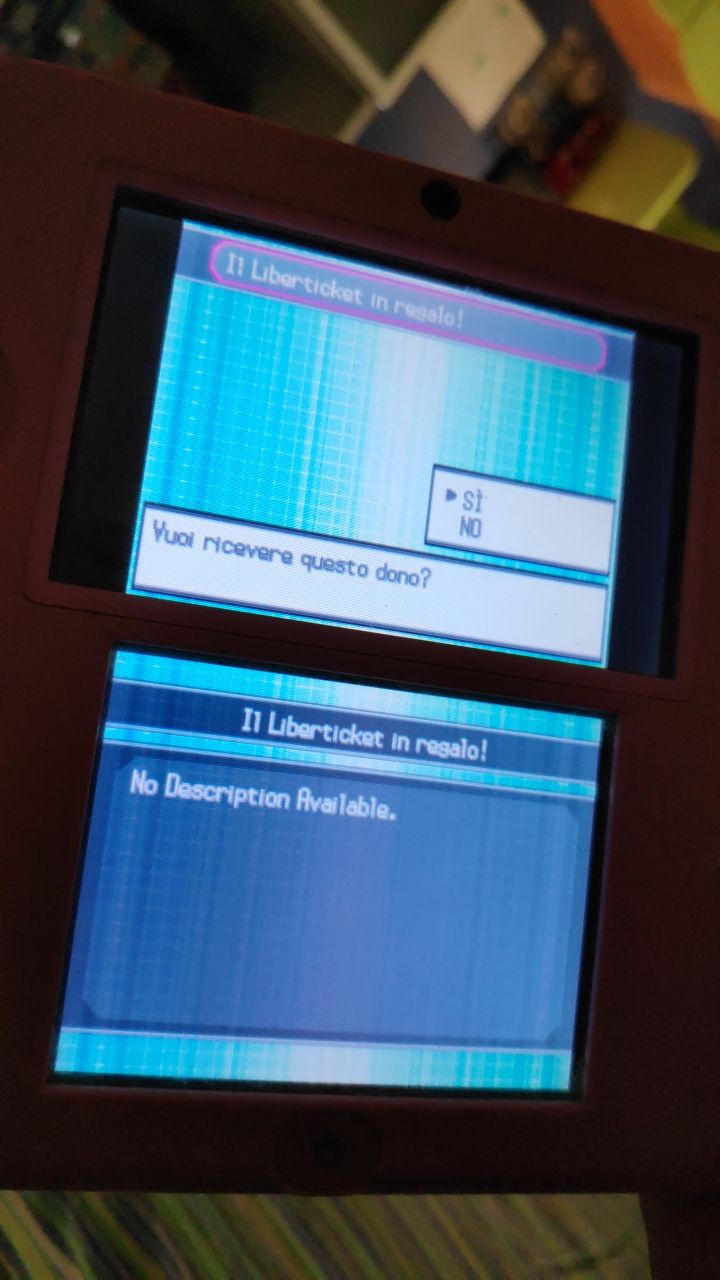 Il Liberticket in regalo!
SÌ
NO
Vuoi ricevere questo dono?
Il Liberticket in regalo!
No Description Available.